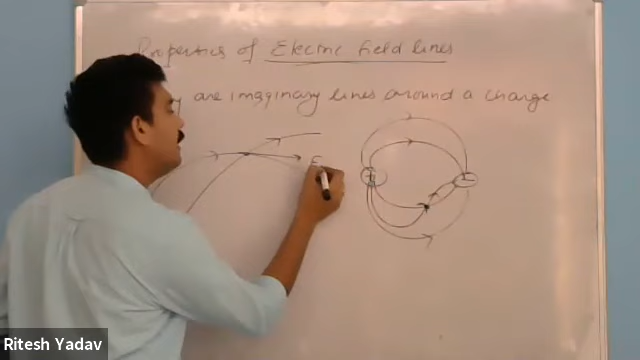 Properties of Electric Field lines
are imaginary lines around a charge
E
+
-
Ritesh Yadav